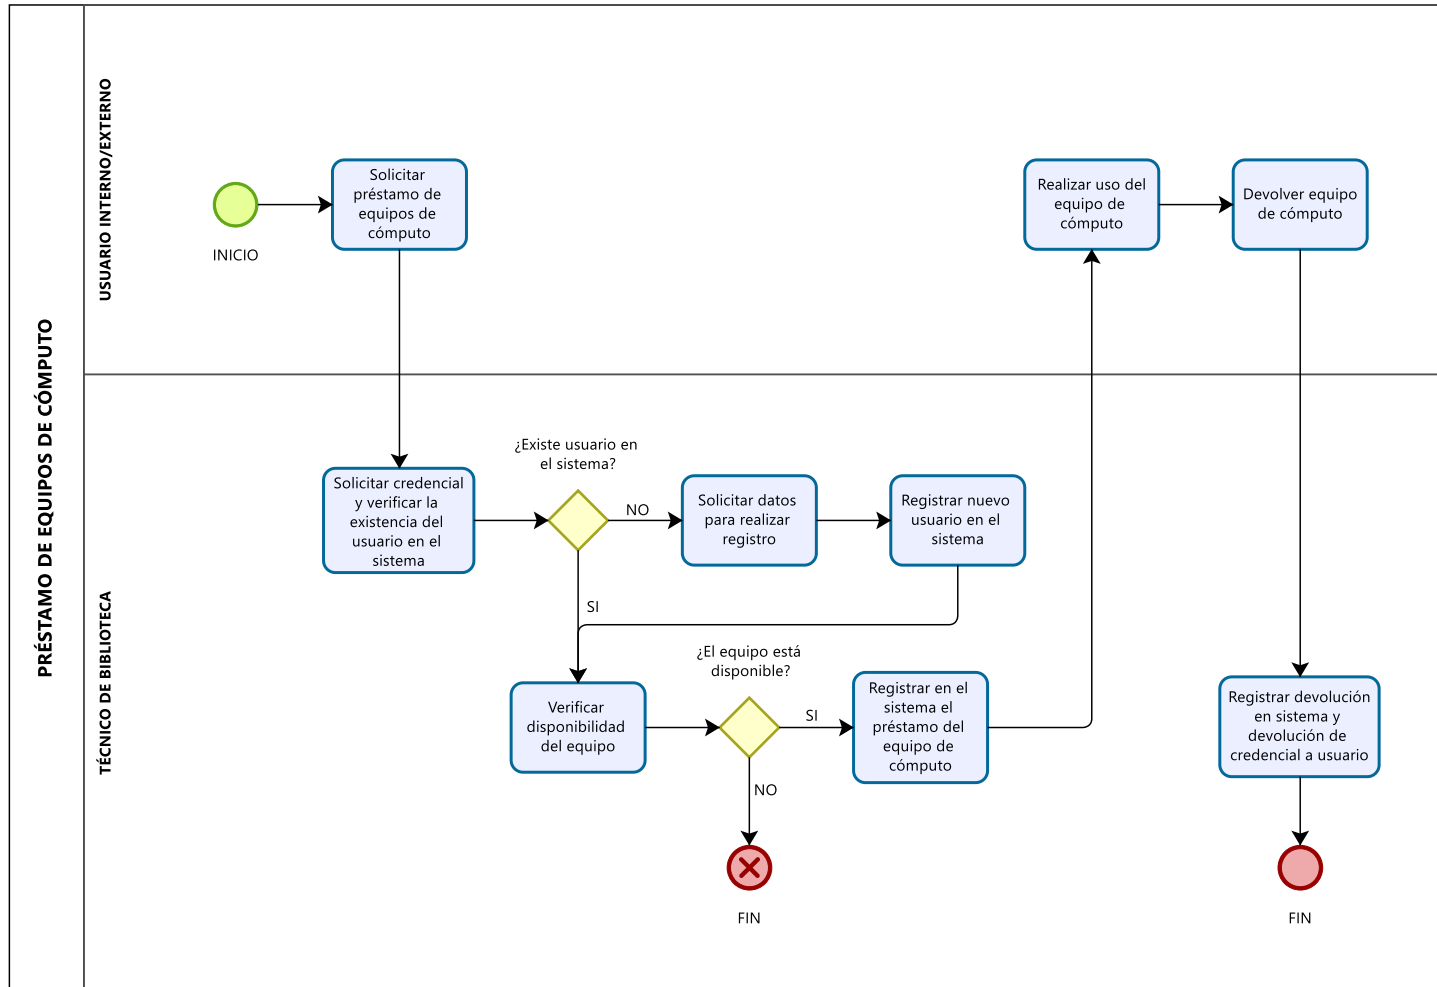 PRÉSTAMO DE EQUIPOS DE CÓMPUTO
USUARIO INTERNO/EXTERNO
INICIO
Solicitar
préstamo de
equipos de
cómputo
Realizar uso del
equipo de
cómputo
Devolver equipo
de cómputo
TÉCNICO DE BIBLIOTECA
Solicitar credencial
y verificar la
existencia del
usuario en el
sistema
¿Existe usuario en
el sistema?
NO
Solicitar datos
para realizar
registro
Registrar nuevo
usuario en el
sistema
SI
Verificar
disponibilidad
del equipo
¿El equipo está
disponible?
SI
Registrar en el
sistema el
préstamo del
equipo de
cómputo
NO
FIN
Registrar devolución
en sistema y
devolución de
credencial a usuario
FIN